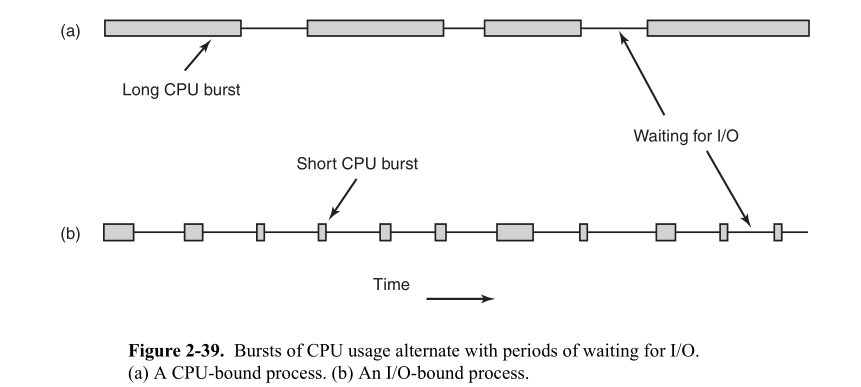 (a)
Long CPU burst
Waiting for I/O
Short CPU burst
(b)
Time
Figure 2-39. Bursts of CPU usage alternate with periods of waiting for I/O.
(a) A CPU-bound process. (b) An I/O-bound process.